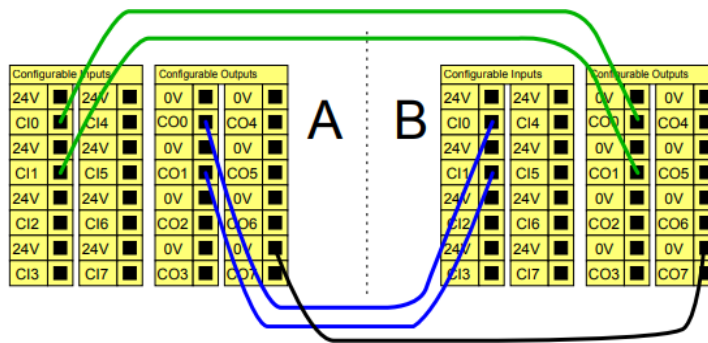 Configurable Inputs
24V 24V
CI0 CI4
24V 24V
CI1 CI5
24V 24V
CI2 CI6
24V 24V
CI3 CI7
Configurable Outputs
0V 0V
CO0 CO4
0V 0V
CO1 CO5
0V 0V
CO2 CO6
0V 0V
CO3 CO7
A
B
Configurable Inputs
24V 24V
CI0 CI4
24V 24V
CI1 CI5
24V 24V
CI2 CI6
24V 24V
CI3 CI7
Configurable Outputs
0V 0V
CO0 CO4
0V 0V
CO1 CO5
0V 0V
CO2 CO6
0V 0V
CO3 CO7